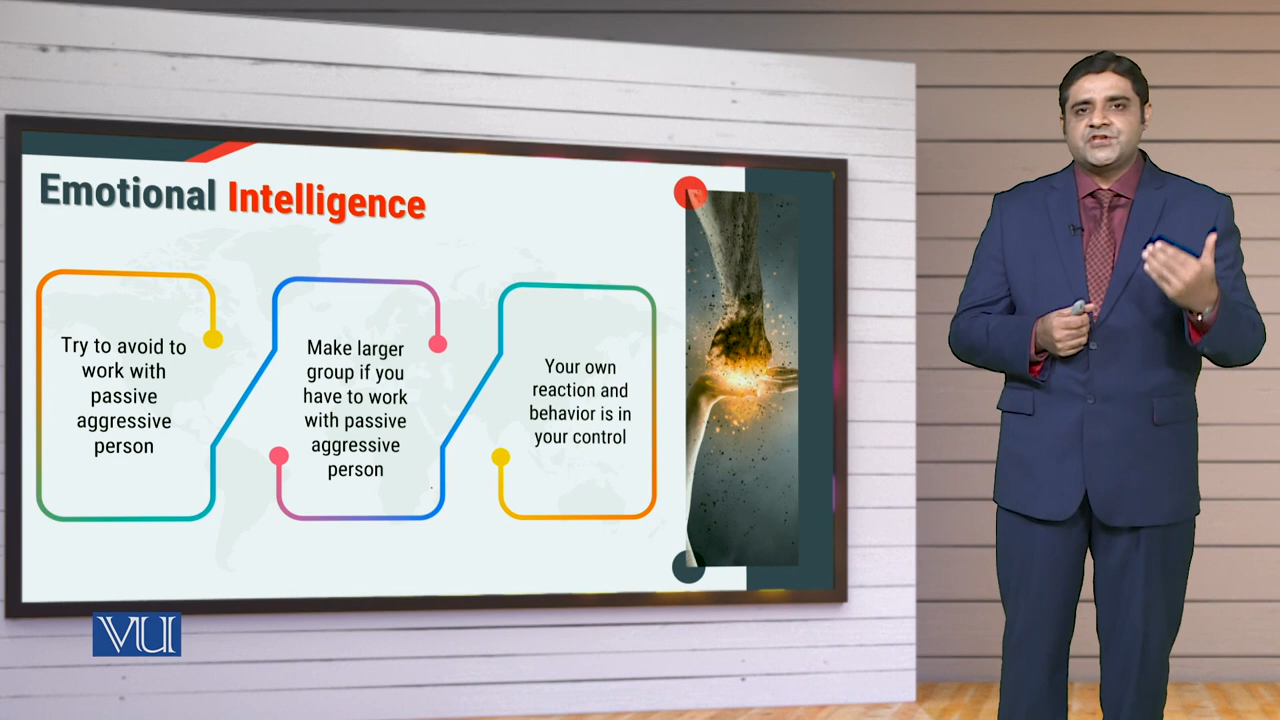 Emotional Intelligence
Try to avoid to
work with
passive
aggressive
person
Make larger
group if you
have to work
with passive
aggressive
person
Your own
reaction and
behavior is in
your control
VUI